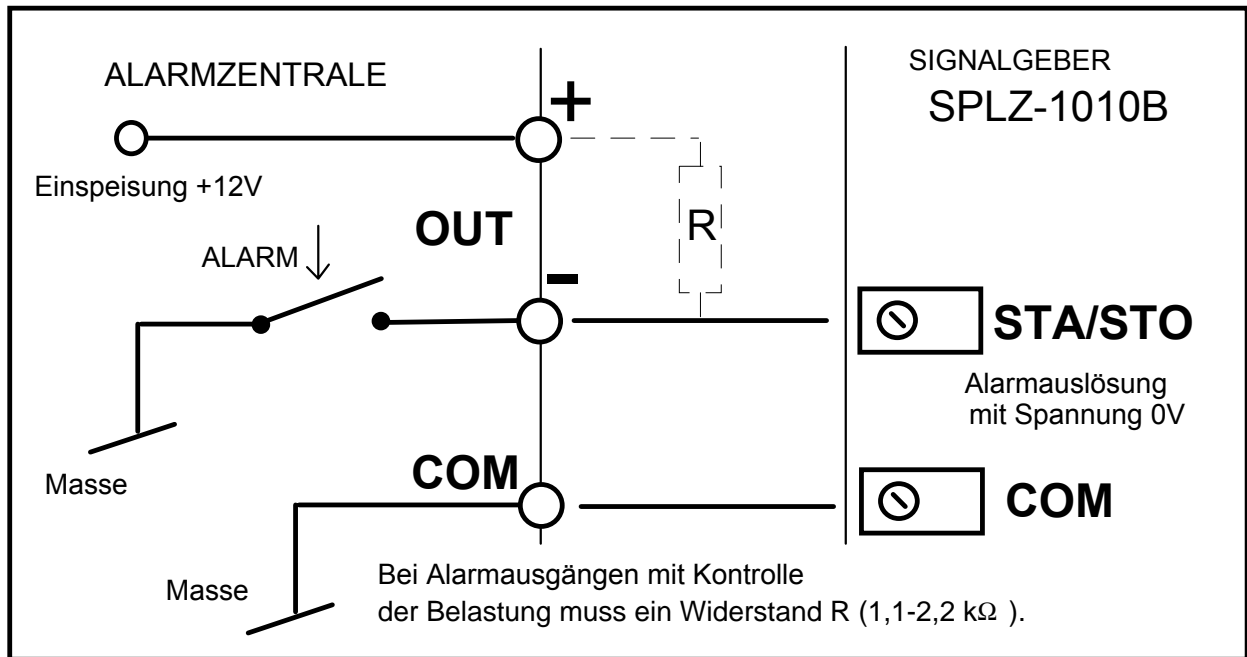 ALARMZENTRALE
SIGNALGEBER
SPLZ-1010B
+
Einspeisung +12V
R
OUT
ALARM
-
STA/STO
Alarmauslösung
mit Spannung 0V
Masse
COM
COM
Masse
Bei Alarmausgängen mit Kontrolle
der Belastung muss ein Widerstand R (1,1-2,2 kΩ ).